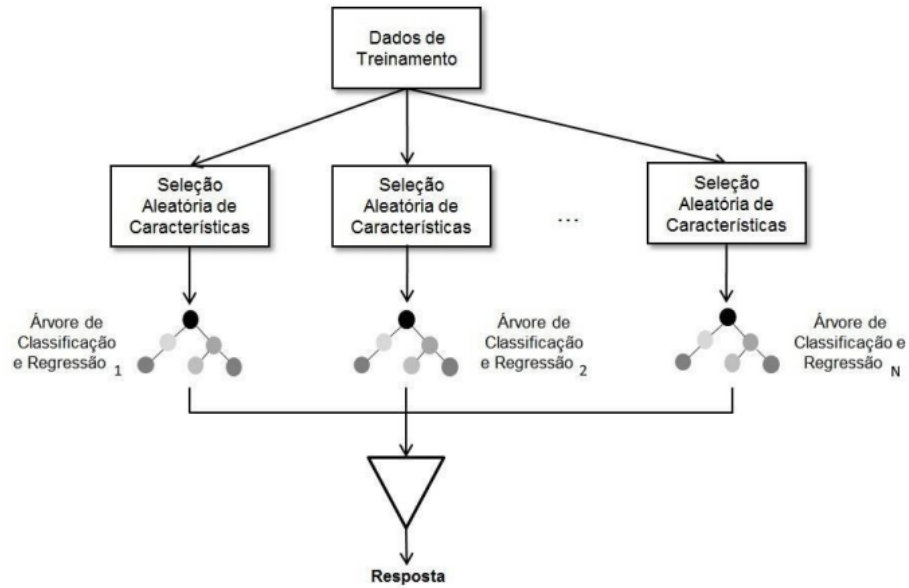 Dados de
Treinamento
Seleção
Aleatória de
Características
Seleção
Aleatória de
Características
...
Seleção
Aleatória de
Características
Árvore de
Classificação
e Regressão 1
Árvore de
Classificação
e Regressão 2
Árvore de
Classificação e
Regressão N
Resposta